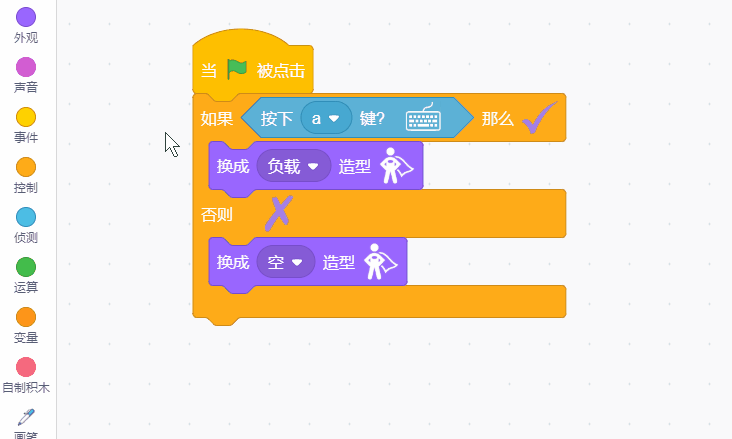 外观
声音
事件
控制
侦测
运算
变量
自制积木
画笔
当 被点击
如果 按下 a 键? 那么
换成 负载 造型
否则
换成 空 造型